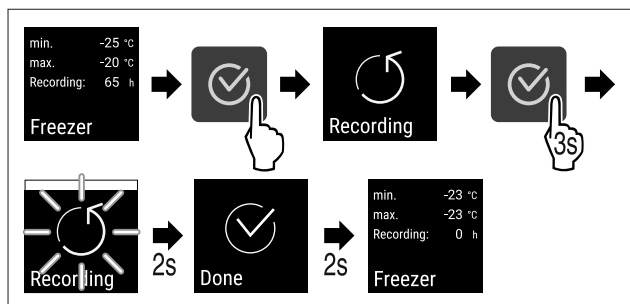 min. -25 °C
max. -20 °C
Recording: 65 h
Freezer
Recording
3s
Recording
2s
Done
2s
min. -23 °C
max. -23 °C
Recording: 0 h
Freezer